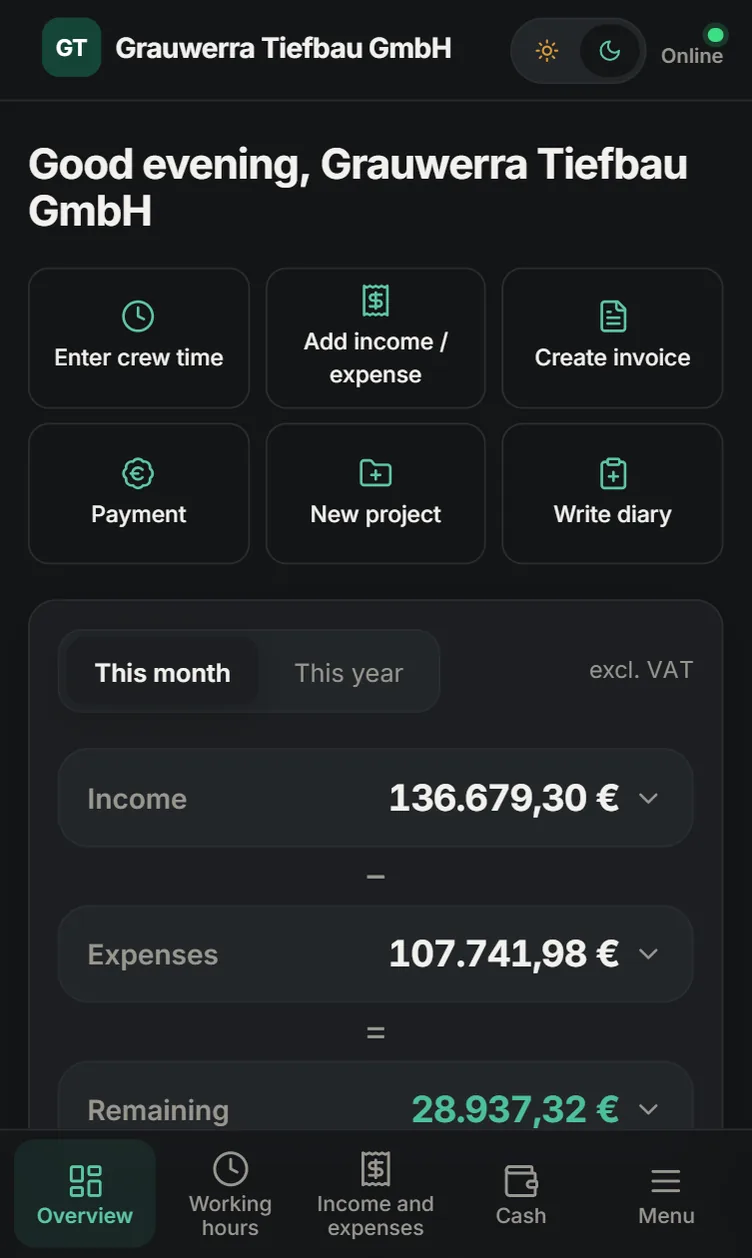 GT
Grauwerra Tiefbau GmbH
Online
Good evening, Grauwerra Tiefbau
GmbH
Enter crew time
Add income /
expense
Create invoice
Payment
New project
Write diary
This month
This year
excl. VAT
Income
136.679,30 €
–
Expenses
107.741,98 €
=
Remaining
28.937,32 €
Overview
Working
hours
Income and
expenses
Cash
Menu